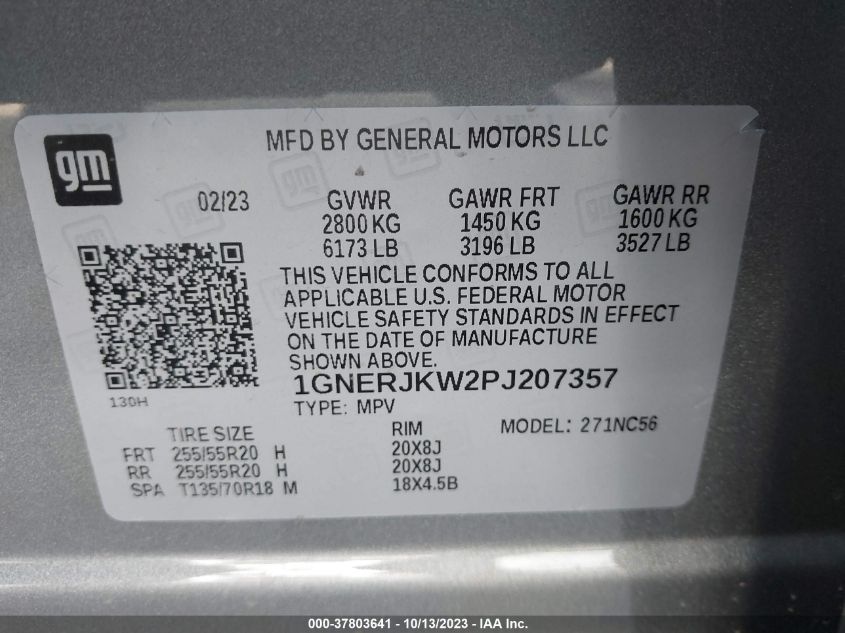 gm
MFD BY GENERAL MOTORS LLC
02/23
GVWR GAWR FRT GAWR RR
2800 KG 1450 KG 1600 KG
6173 LB 3196 LB 3527 LB
THIS VEHICLE CONFORMS TO ALL
APPLICABLE U.S. FEDERAL MOTOR
VEHICLE SAFETY STANDARDS IN EFFECT
ON THE DATE OF MANUFACTURE
SHOWN ABOVE.
1GNERJKW2PJ207357
130H
TYPE: MPV
MODEL: 271NC56
TIRE SIZE RIM
FRT 255/55R20 H 20X8J
RR 255/55R20 H 20X8J
SPA T135/70R18 M 18X4.5B
000-37803641 - 10/13/2023 - IAA Inc.